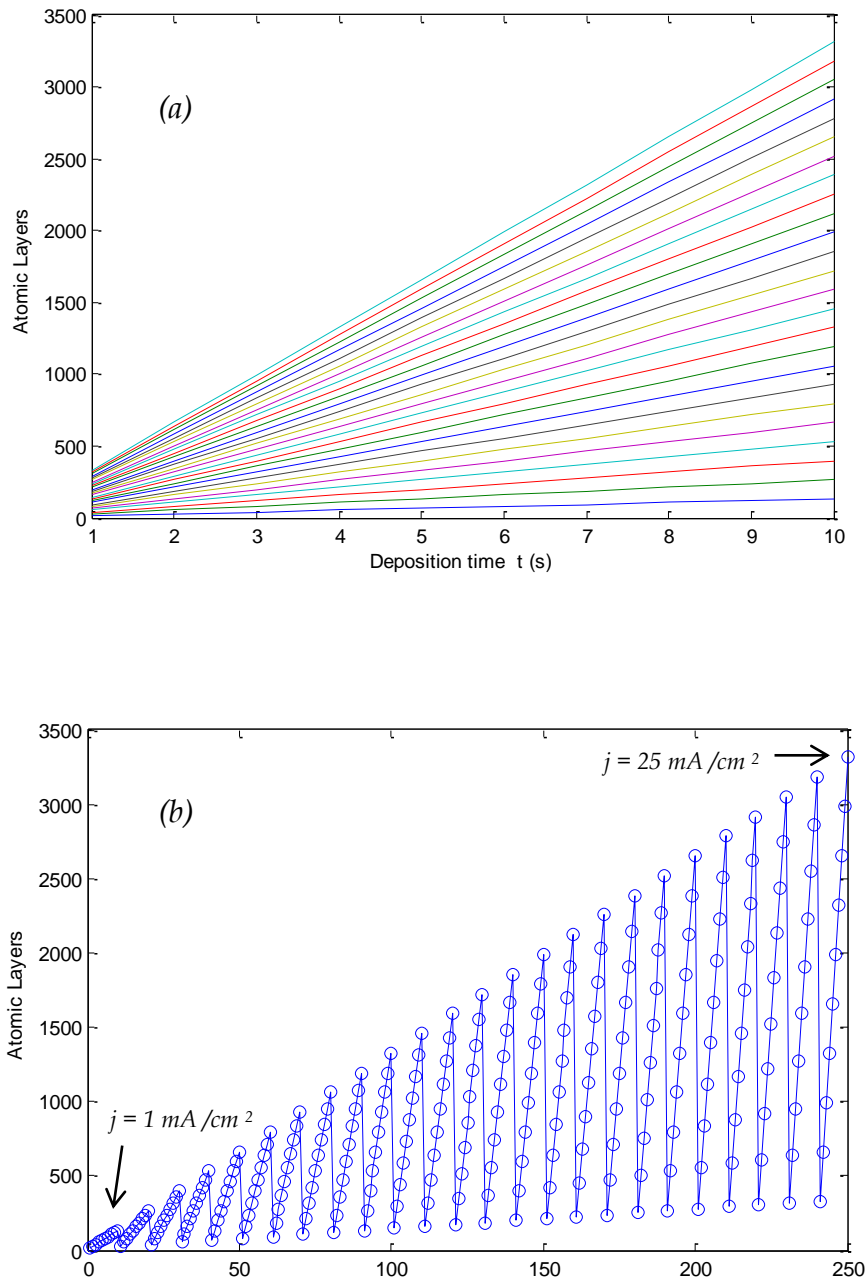 3500
3000
2500
2000
1500
1000
500
0
(a)
Atomic Layers
1 2 3 4 5 6 7 8 9 10
Deposition time t (s)
3500
3000
2500
2000
1500
1000
500
0
j = 25 mA /cm 2
(b)
Atomic Layers
j = 1 mA /cm 2
0 50 100 150 200 250